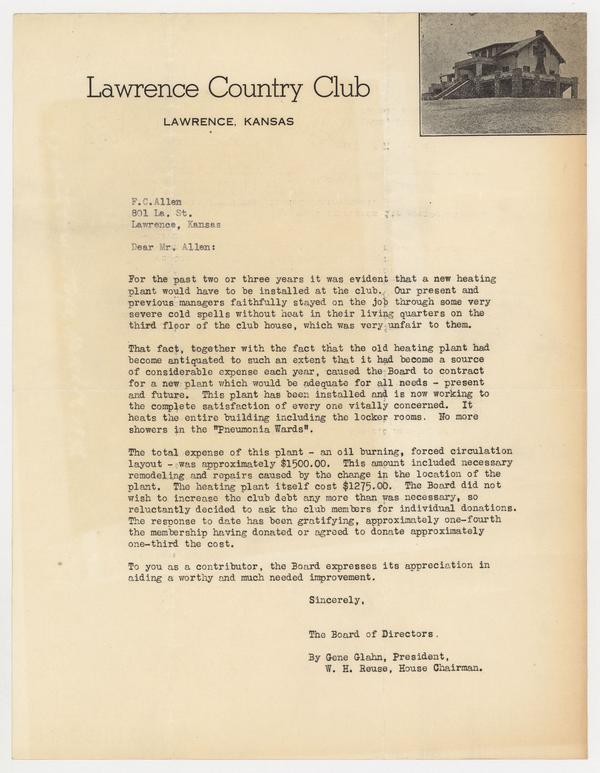 Lawrence Country Club
LAWRENCE, KANSAS
F.C.Allen
801 La. St.
Lawrence, Kansas
Dear Mr. Allen:
For the past two or three years it was evident that a new heating
plant would have to be installed at the club. Our present and
previous managers faithfully stayed on the job through some very
severe cold spells without heat in their living quarters on the
third floor of the club house, which was very unfair to them.
That fact, together with the fact that the old heating plant had
become antiquated to such an extent that it had become a source
of considerable expense each year, caused the Board to contract
for a new plant which would be adequate for all needs - present
and future. This plant has been installed and is now working to
the complete satisfaction of every one vitally concerned. It
heats the entire building including the locker rooms. No more
showers in the "Pneumonia Wards".
The total expense of this plant - an oil burning, forced circulation
layout - was approximately $1500.00. This amount included necessary
remodeling and repairs caused by the change in the location of the
plant. The heating plant itself cost $1275.00. The Board did not
wish to increase the club debt any more than was necessary, so
reluctantly decided to ask the club members for individual donations.
The response to date has been gratifying, approximately one-fourth
the membership having donated or agreed to donate approximately
one-third the cost.
To you as a contributor, the Board expresses its appreciation in
aiding a worthy and much needed improvement.
Sincerely,
The Board of Directors.
By Gene Glahn, President,
W. H. Reuse, House Chairman.